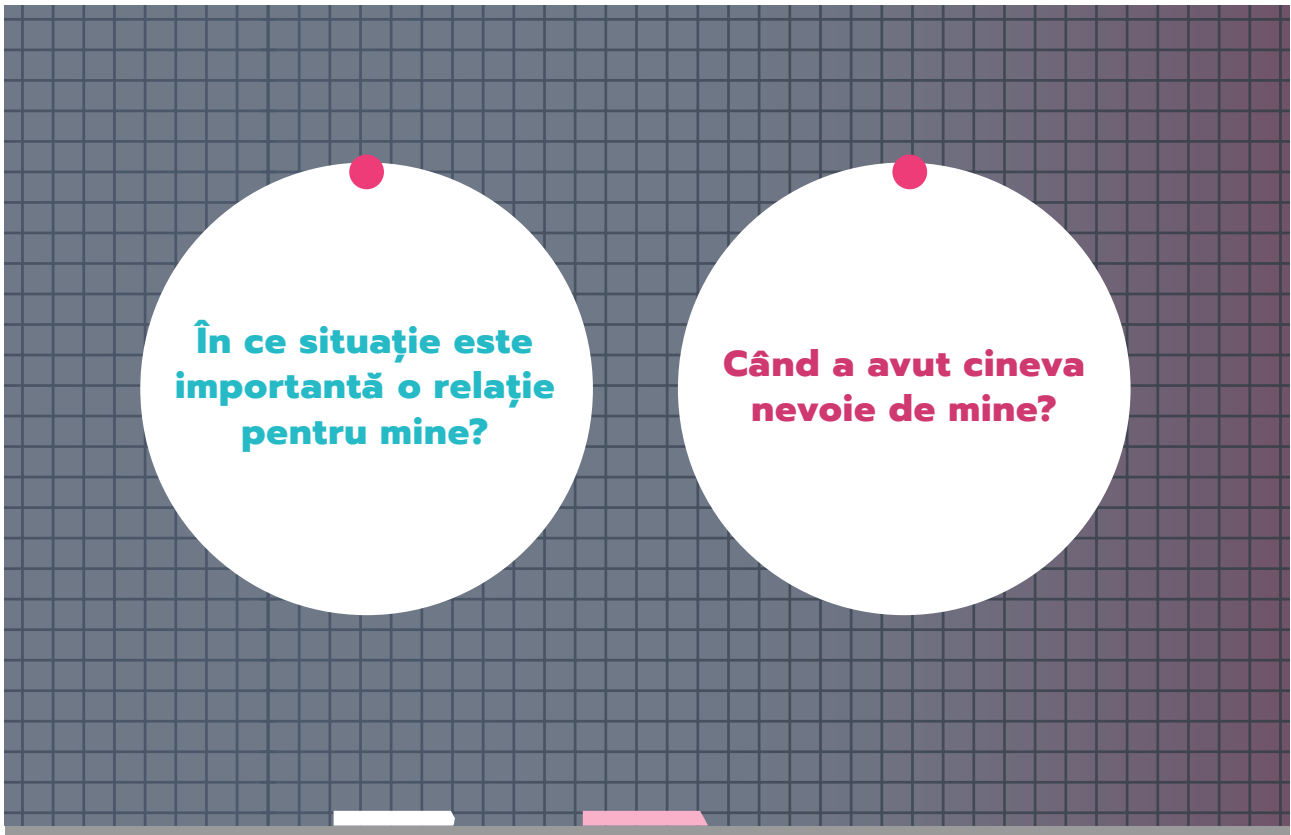 În ce situație este
importantă o relație
pentru mine?
Când a avut cineva
nevoie de mine?